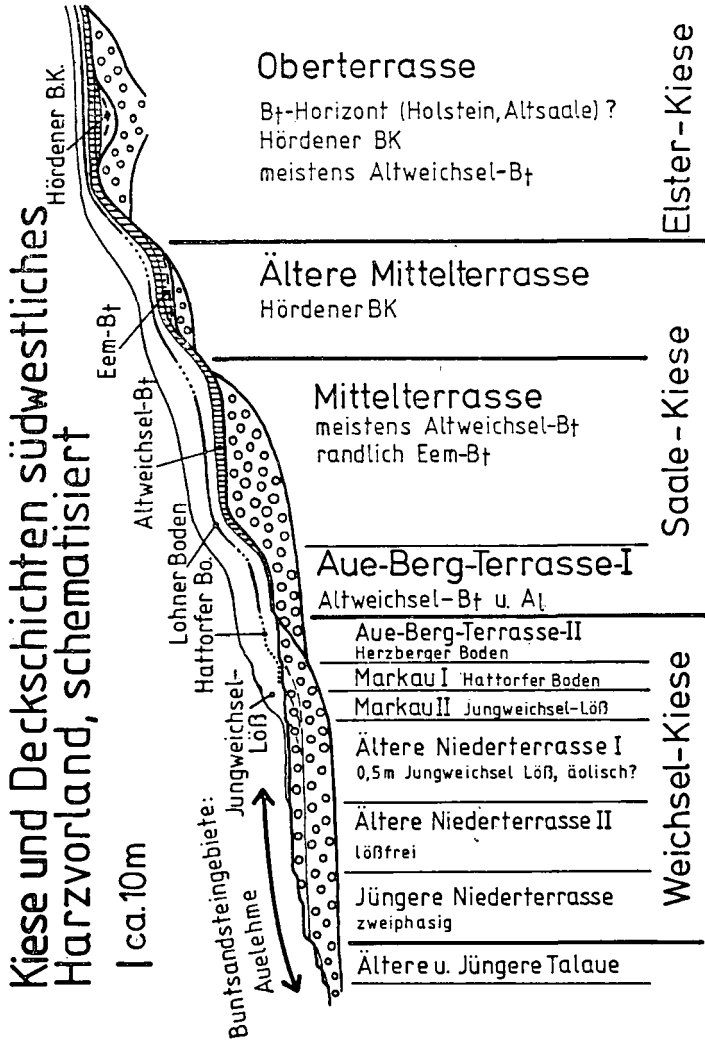 Kiese und Deckschichten südwestliches
Harzvorland, schematisiert
ca. 10m
Hördener B.K.
Eem-Bt
Altweichsel-Bt
Lohner Boden
Hattorfer Bo.
Jungweichsel-
Löß
Buntsandsteingebiete:
Auelehme
Oberterrasse
Bt-Horizont (Holstein, Altsaale) ?
Hördener BK
meistens Altweichsel-Bt
Ältere Mittelterrasse
Hördener BK
Mittelterrasse
meistens Altweichsel-Bt
randlich Eem-Bt
Aue-Berg-Terrasse-I
Altweichsel-Bt u. Al
Aue-Berg-Terrasse-II
Herzberger Boden
Markau I Hattorfer Boden
Markau II Jungweichsel-Löß
Ältere Niederterrasse I
0,5m Jungweichsel Löß, äolisch?
Ältere Niederterrasse II
lößfrei
Jüngere Niederterrasse
zweiphasig
Ältere u. Jüngere Talaue
Elster-Kiese
Saale-Kiese
Weichsel-Kiese